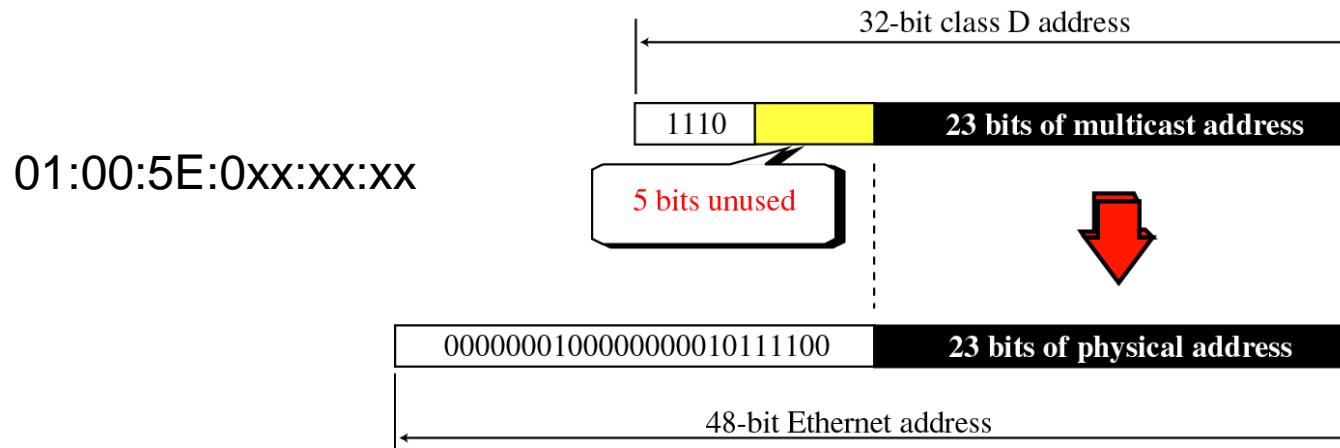 32-bit class D address
1110
23 bits of multicast address
01:00:5E:0xx:xx:xx
5 bits unused
0000000100000000010111100
23 bits of physical address
48-bit Ethernet address